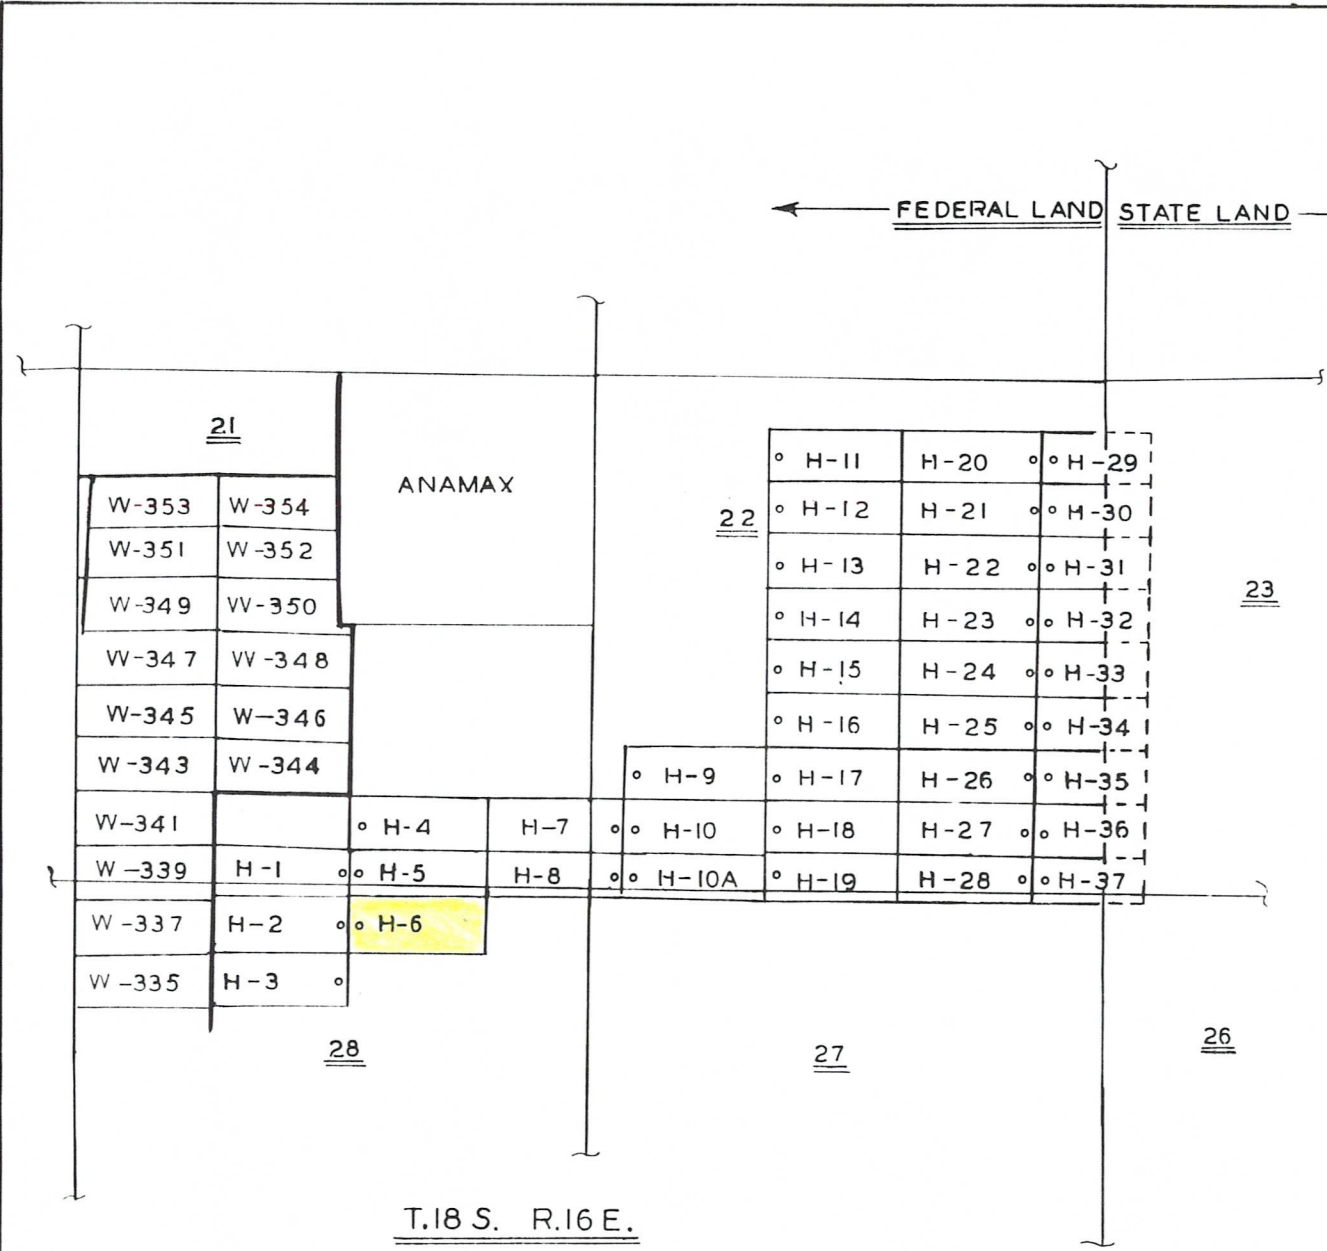 FEDERAL LAND STATE LAND
21
ANAMAX
W-353 W-354
W-351 W-352
W-349 W-350
W-347 W-348
W-345 W-346
W-343 W-344
W-341
W-339 H-1
W-337 H-2
W-335 H-3
H-4 H-7
H-5 H-8
H-6
22
H-9
H-10
H-10A
H-11 H-20 H-29
H-12 H-21 H-30
H-13 H-22 H-31
H-14 H-23 H-32
H-15 H-24 H-33
H-16 H-25 H-34
H-17 H-26 H-35
H-18 H-27 H-36
H-19 H-28 H-37
23
28
27
26
T.18 S. R.16 E.